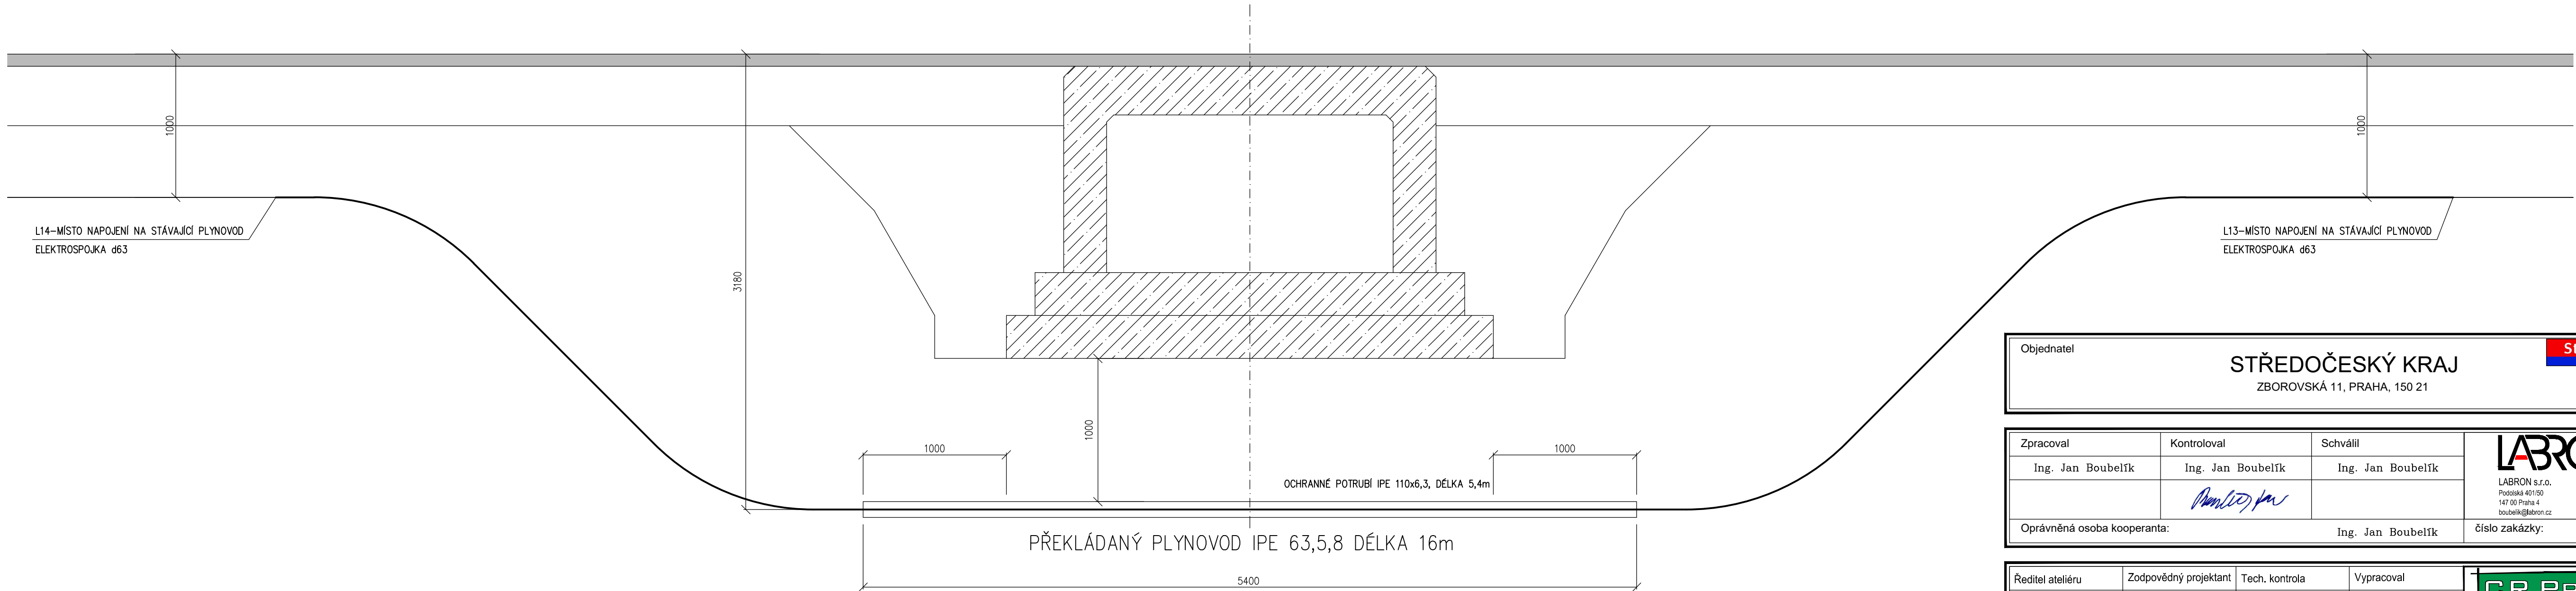 1000
1000
L14-MÍSTO NAPOJENÍ NA STÁVAJÍCÍ PLYNOVOD
ELEKTROSPOJKA d63
L13-MÍSTO NAPOJENÍ NA STÁVAJÍCÍ PLYNOVOD
ELEKTROSPOJKA d63
3180
1000
1000
1000
OCHRANNÉ POTRUBÍ IPE 110x6,3, DÉLKA 5,4m
PŘEKLÁDANÝ PLYNOVOD IPE 63,5,8 DÉLKA 16m
5400
Objednatel
STŘEDOČESKÝ KRAJ
ZBOROVSKÁ 11, PRAHA, 150 21
Zpracoval Kontroloval Schválil
Ing. Jan Boubelík Ing. Jan Boubelík Ing. Jan Boubelík
LABRON s.r.o.
Podolská 401/50
147 00 Praha 4
boubelik@labron.cz
Oprávněná osoba kooperanta: Ing. Jan Boubelík číslo zakázky:
Ředitel ateliéru Zodpovědný projektant Tech. kontrola Vypracoval